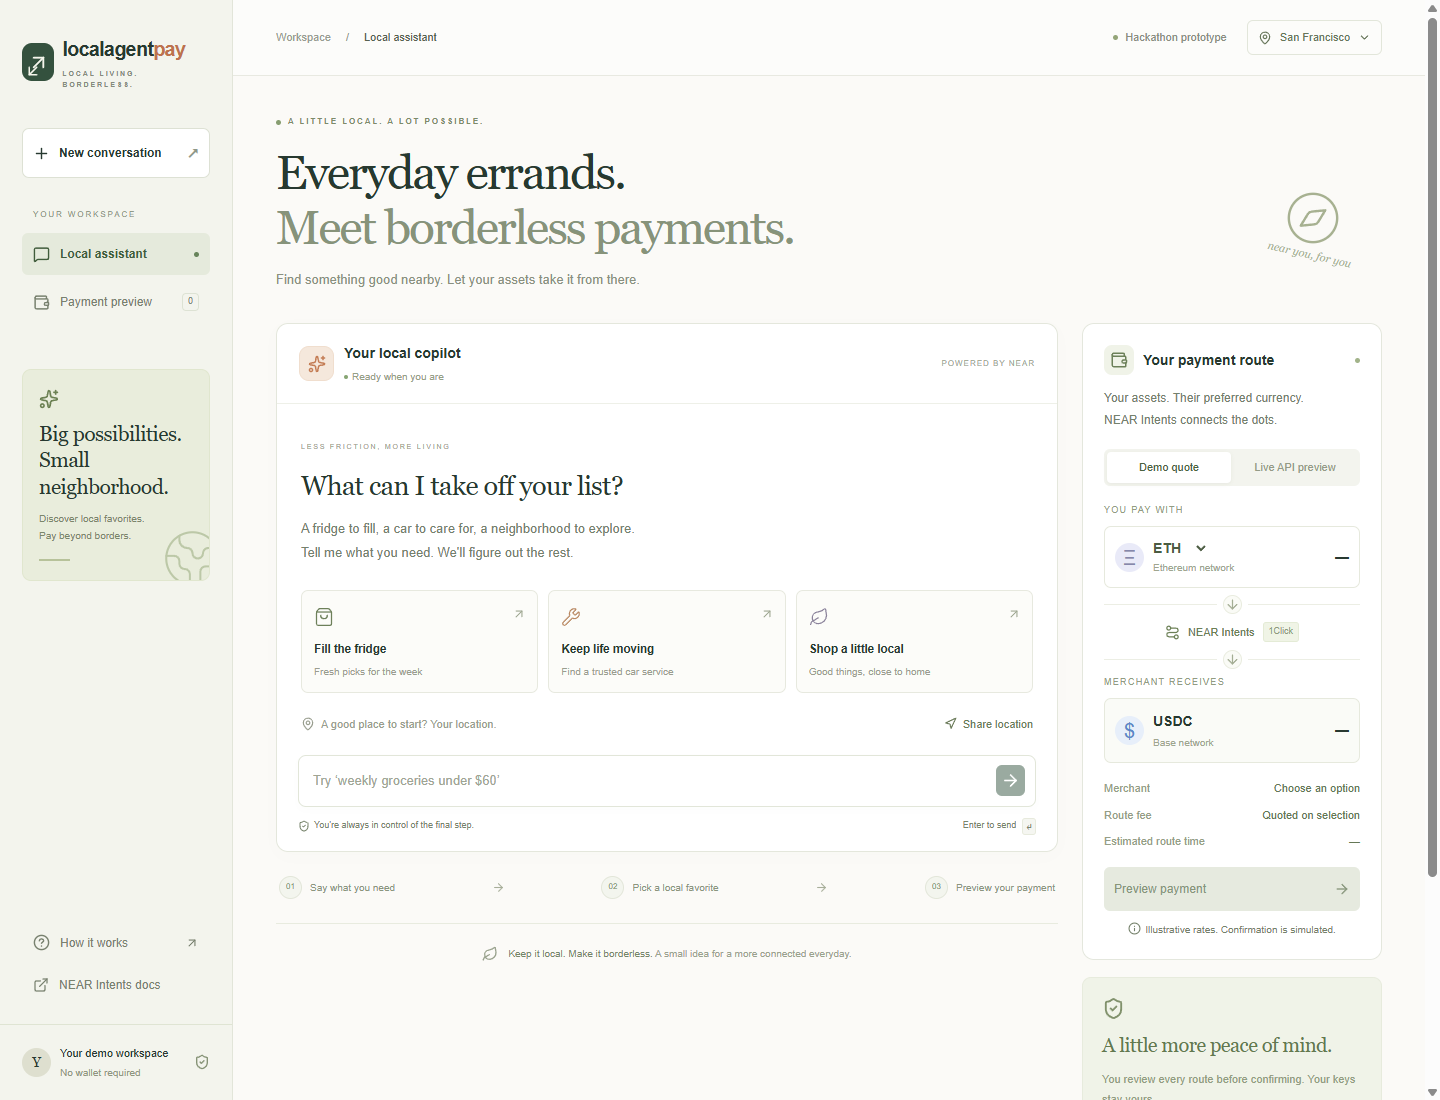 localagentpay
LOCAL LIVING.
BORDERLESS.
New conversation
YOUR WORKSPACE
Local assistant
Payment preview
0
Big possibilities.
Small
neighborhood.
Discover local favorites.
Pay beyond borders.
How it works
NEAR Intents docs
Y
Your demo workspace
No wallet required
Workspace / Local assistant
Hackathon prototype
San Francisco
A LITTLE LOCAL. A LOT POSSIBLE.
Everyday errands.
Meet borderless payments.
Find something good nearby. Let your assets take it from there.
near you, for you
Your local copilot
Ready when you are
POWERED BY NEAR
LESS FRICTION, MORE LIVING
What can I take off your list?
A fridge to fill, a car to care for, a neighborhood to explore.
Tell me what you need. We'll figure out the rest.
Fill the fridge
Fresh picks for the week
Keep life moving
Find a trusted car service
Shop a little local
Good things, close to home
A good place to start? Your location.
Share location
Try 'weekly groceries under $60'
You're always in control of the final step.
Enter to send
01 Say what you need
02 Pick a local favorite
03 Preview your payment
Keep it local. Make it borderless. A small idea for a more connected everyday.
Your payment route
Your assets. Their preferred currency.
NEAR Intents connects the dots.
Demo quote
Live API preview
YOU PAY WITH
ETH
Ethereum network
—
NEAR Intents 1Click
MERCHANT RECEIVES
$
USDC
Base network
—
Merchant Choose an option
Route fee Quoted on selection
Estimated route time —
Preview payment
Illustrative rates. Confirmation is simulated.
A little more peace of mind.
You review every route before confirming. Your keys
stay yours.